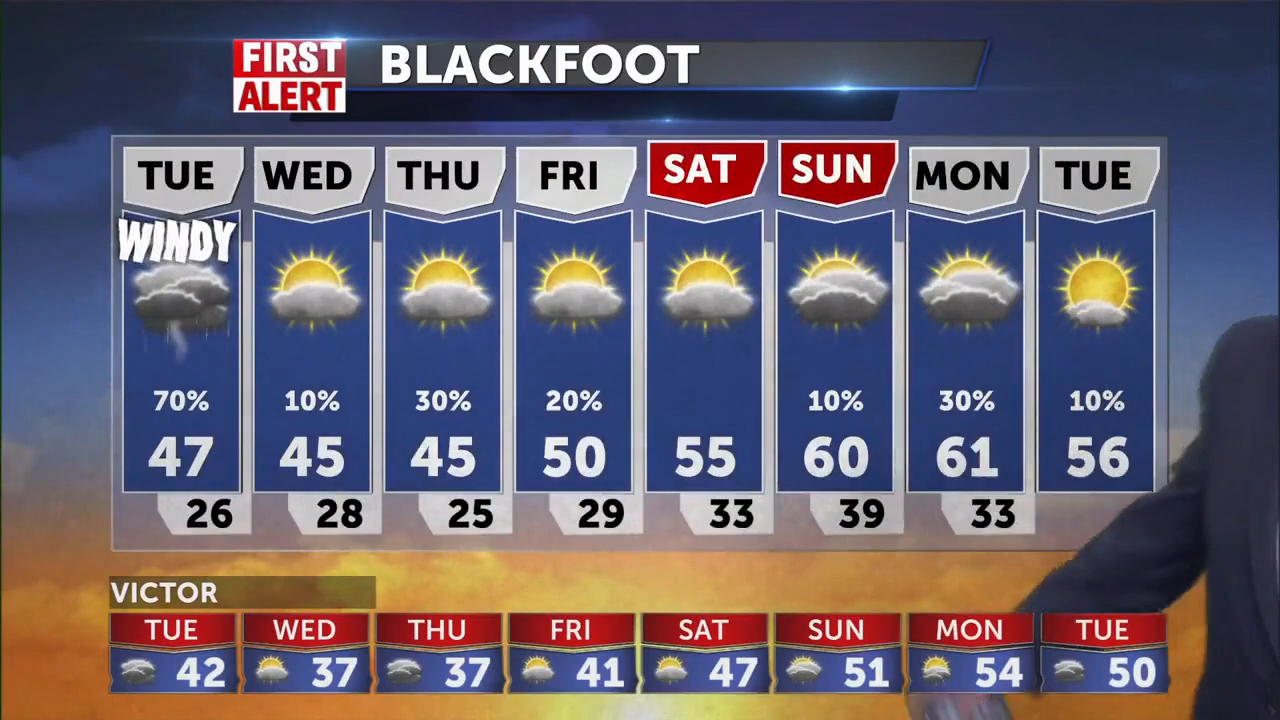 FIRST
ALERT
BLACKFOOT
TUE WED THU FRI SAT SUN MON TUE
WINDY
70% 10% 30% 20% 10% 30% 10%
47 45 45 50 55 60 61 56
26 28 25 29 33 39 33
VICTOR
TUE WED THU FRI SAT SUN MON TUE
42 37 37 41 47 51 54 50